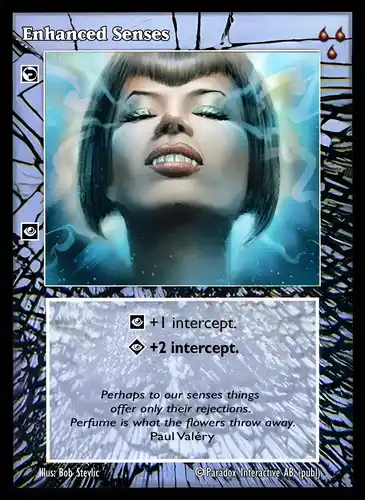 Enhanced Senses
+1 intercept.
+2 intercept.
Perhaps to our senses things
offer only their rejections.
Perfume is what the flowers throw away.
Paul Valéry
Illus: Bob Stevlic
© Paradox Interactive AB (publ)